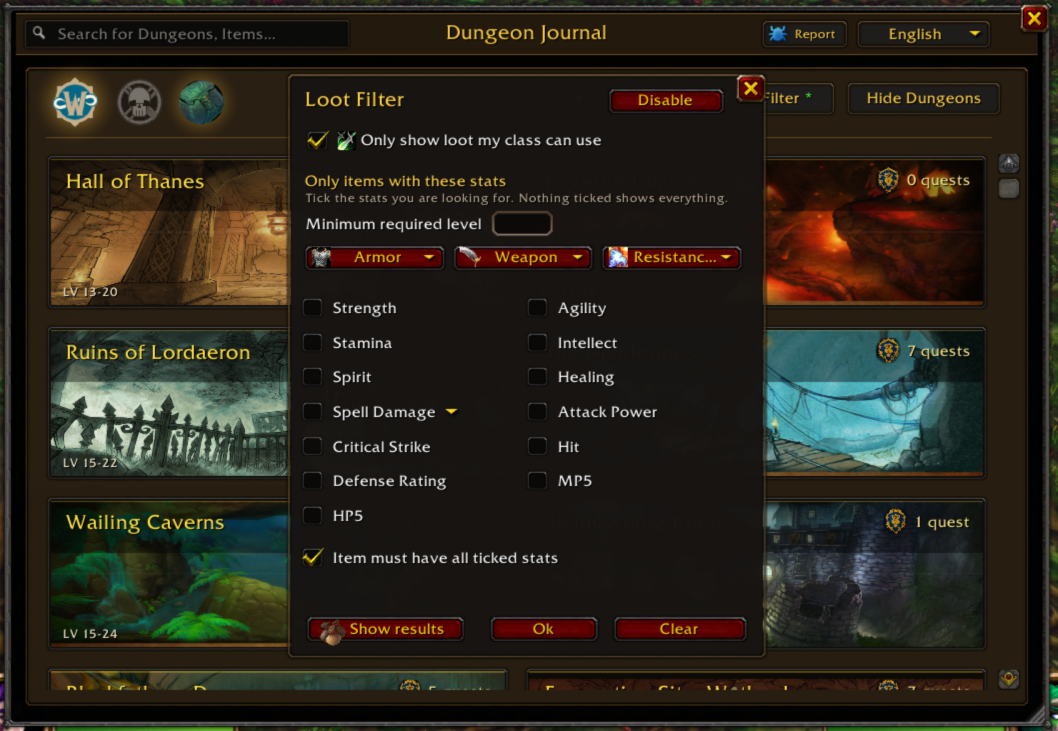 Search for Dungeons, Items...
Dungeon Journal
Report
English
Loot Filter
Disable
Filter *
Hide Dungeons
Only show loot my class can use
Hall of Thanes
0 quests
Only items with these stats
Tick the stats you are looking for. Nothing ticked shows everything.
Minimum required level
Armor
Weapon
Resistanc...
LV 13-20
Strength
Agility
Ruins of Lordaeron
Stamina
Intellect
7 quests
Spirit
Healing
Spell Damage
Attack Power
Critical Strike
Hit
LV 15-22
Defense Rating
MP5
Wailing Caverns
HP5
1 quest
Item must have all ticked stats
LV 15-24
Show results
Ok
Clear